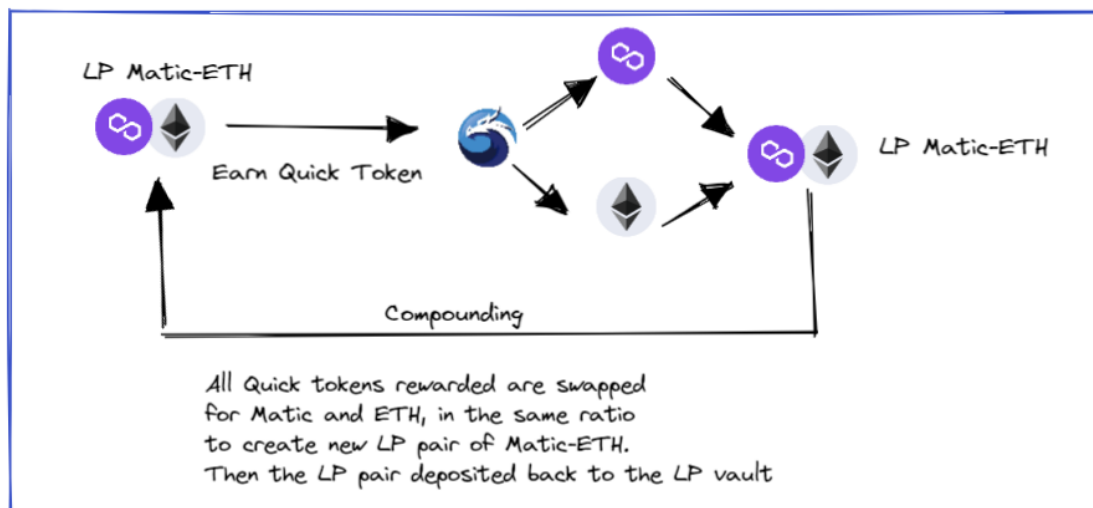 LP Matic-ETH
Earn Quick Token
LP Matic-ETH
Compounding
All Quick tokens rewarded are swapped
for Matic and ETH, in the same ratio
to create new LP pair of Matic-ETH.
Then the LP pair deposited back to the LP vault